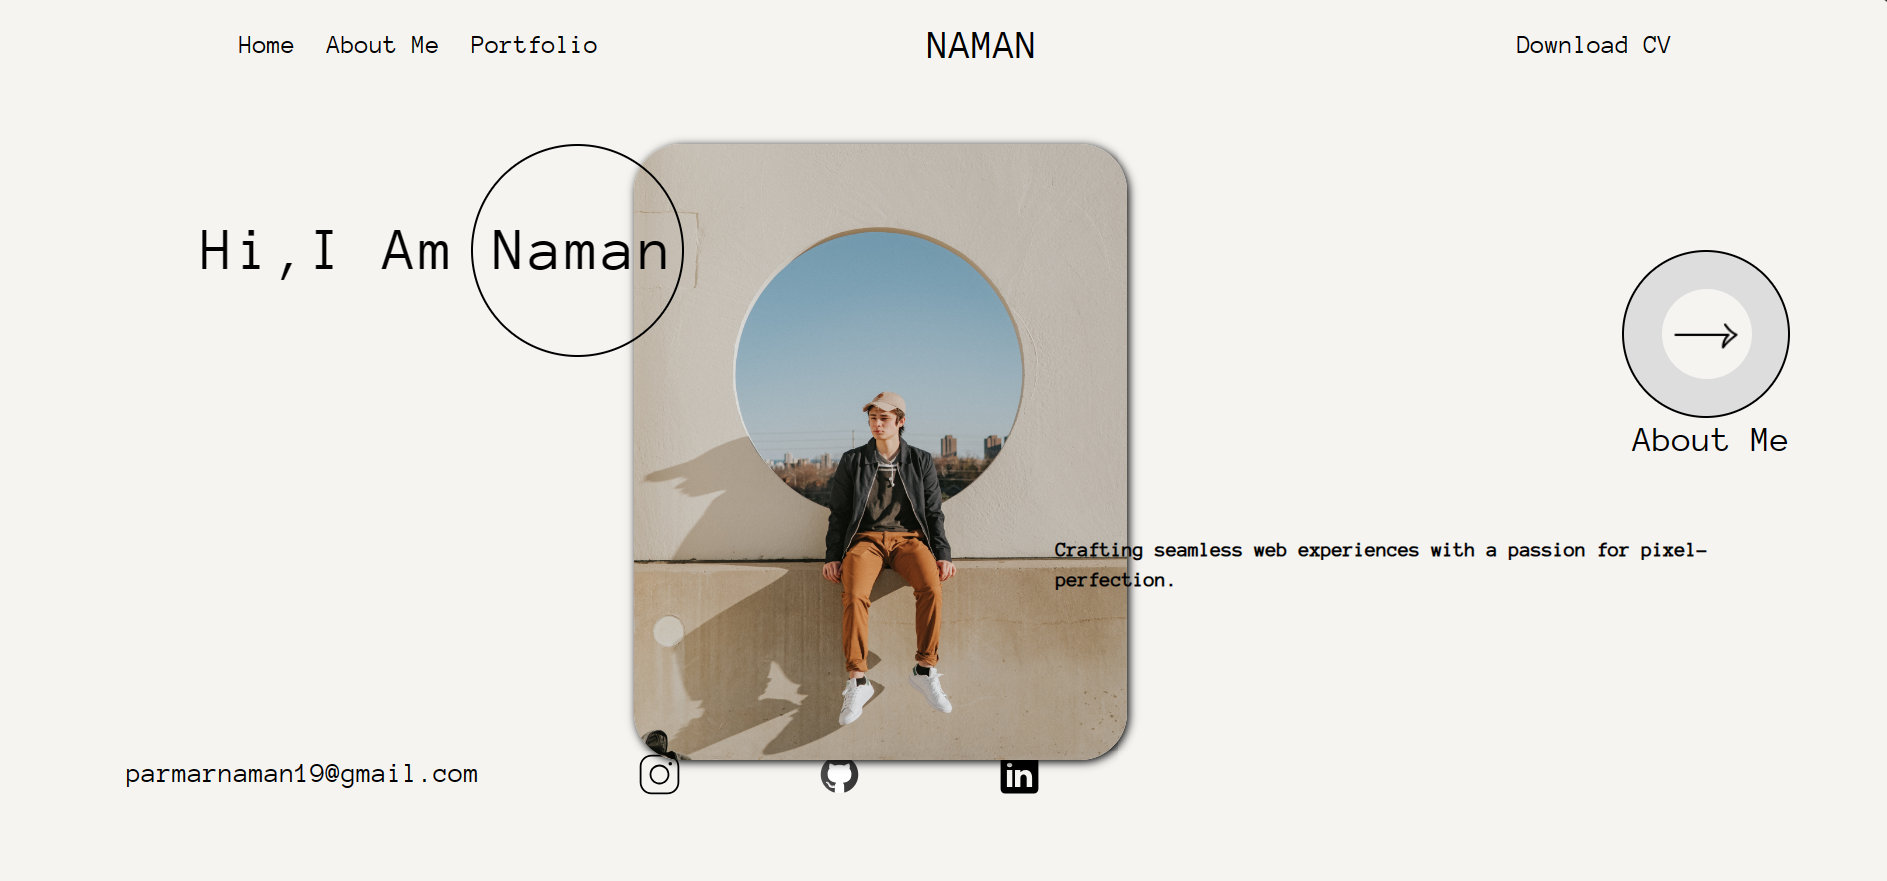 Home About Me Portfolio
NAMAN
Download CV
Hi,I Am Naman
About Me
Crafting seamless web experiences with a passion for pixel-
perfection.
parmarnaman19@gmail.com
in